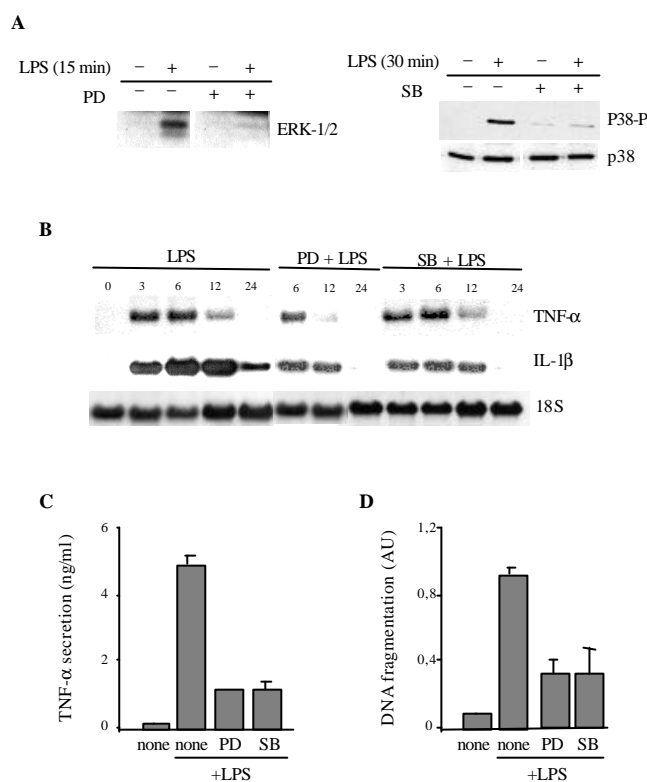 A
LPS (15 min) – + – +
PD – – + +
ERK-1/2
LPS (30 min) – + – +
SB – – + +
P38-P
p38
B
LPS PD + LPS SB + LPS
0 3 6 12 24 6 12 24 3 6 12 24
TNF-α
IL-1β
18S
C
TNF-α secretion (ng/ml)
6
4
2
0
none none PD SB
+LPS
D
DNA fragmentation (AU)
1,2
0,8
0,4
0
none none PD SB
+LPS